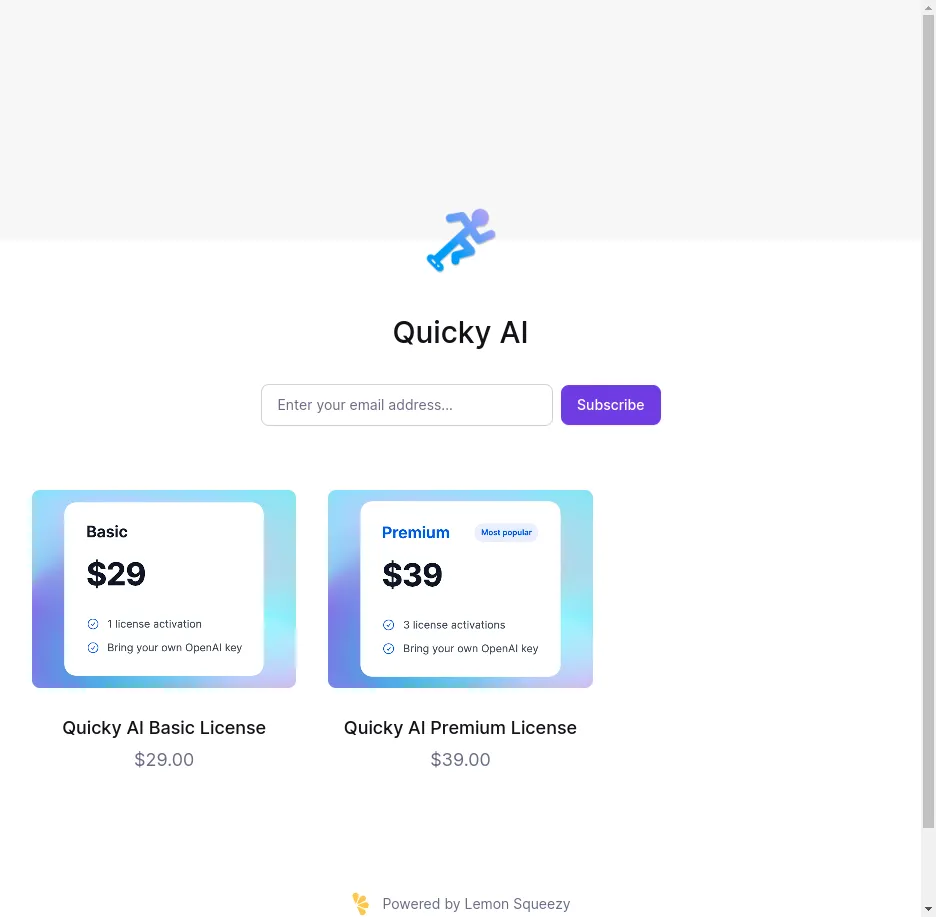 Quicky AI
Enter your email address...
Subscribe
Basic
$29
1 license activation
Bring your own OpenAI key
Premium
Most popular
$39
3 license activations
Bring your own OpenAI key
Quicky AI Basic License
$29.00
Quicky AI Premium License
$39.00
Powered by Lemon Squeezy